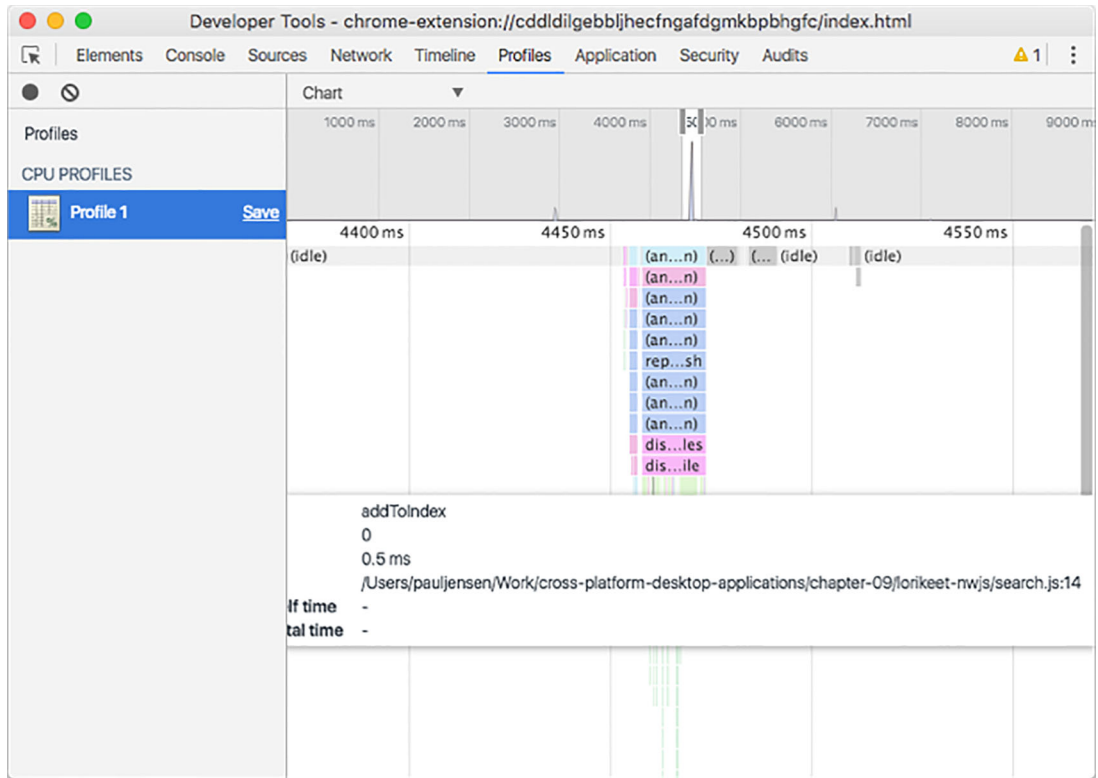 Developer Tools - chrome-extension://cddldilgebbljhecfngafdgmkbpbhgfc/index.html
Elements Console Sources Network Timeline Profiles Application Security Audits 1
Chart
Profiles
CPU PROFILES
Profile 1 Save
1000 ms 2000 ms 3000 ms 4000 ms 6000 ms 7000 ms 8000 ms 9000 m
4400 ms 4450 ms 4500 ms 4550 ms
(idle) (an...n) (...) (... (idle) (idle)
(an...n)
(an...n)
(an...n)
(an...n)
rep...sh
(an...n)
(an...n)
(an...n)
dis...les
dis...ile
addToIndex
0
0.5 ms
/Users/pauljensen/Work/cross-platform-desktop-applications/chapter-09/lorikeet-nwjs/search.js:14
lf time -
tal time -